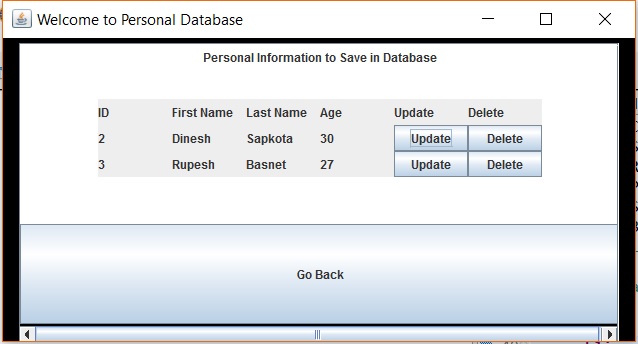 Welcome to Personal Database
Personal Information to Save in Database
ID First Name Last Name Age Update Delete
2 Dinesh Sapkota 30 Update Delete
3 Rupesh Basnet 27 Update Delete
Go Back